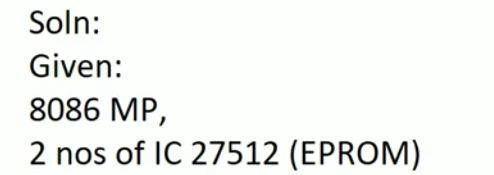 Soln:
Given:
8086 MP,
2 nos of IC 27512 (EPROM)